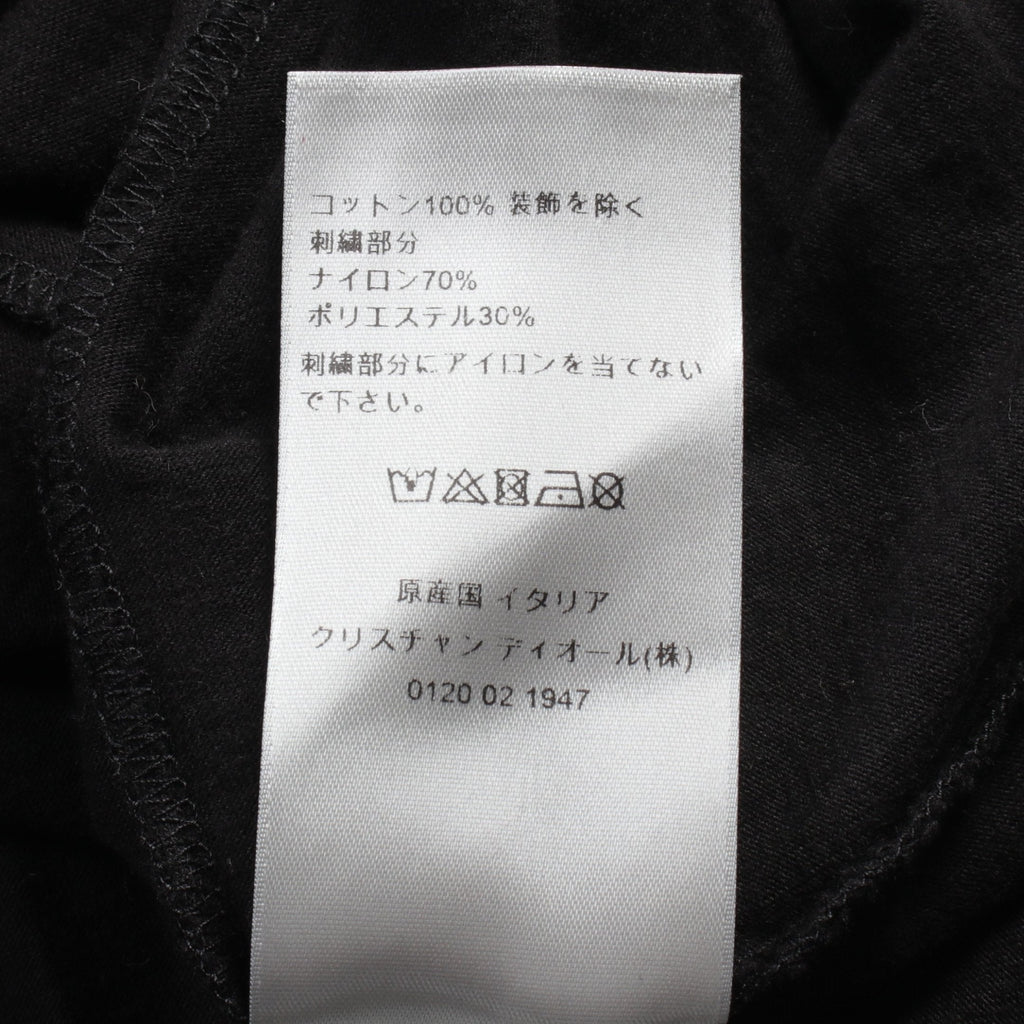 コットン100% 装飾を除く
刺繍部分
ナイロン70%
ポリエステル30%
刺繍部分にアイロンを当てない
で下さい。
原産国 イタリア
クリスチャン ディオール(株)
0120 02 1947